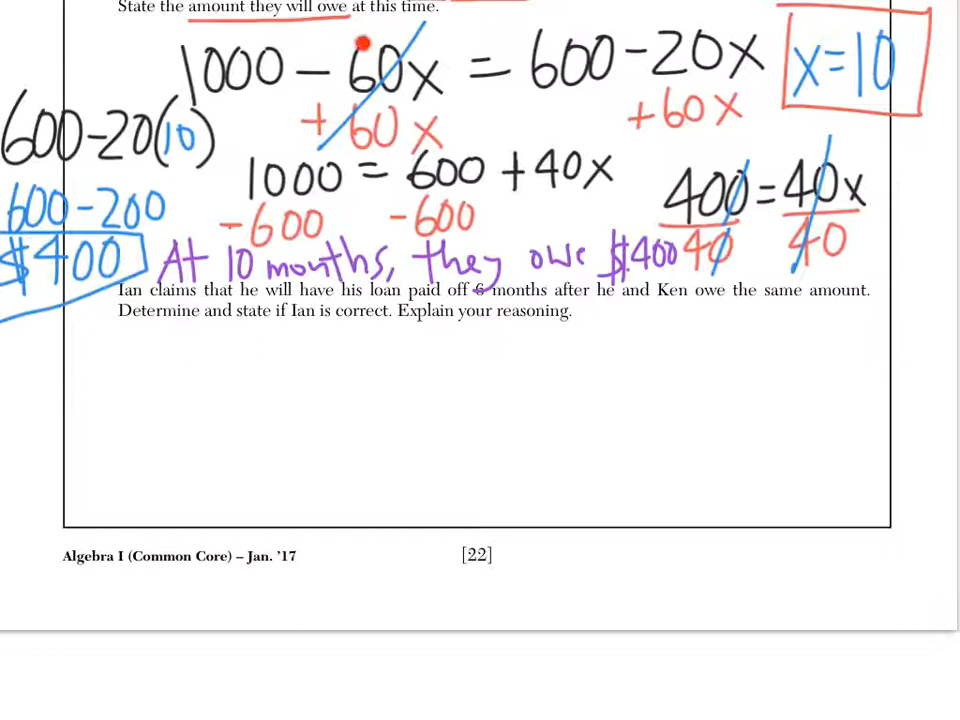 State the amount they will owe at this time.
1000 - 60x = 600 - 20x
x=10
+60x +60x
600-20(10)
1000 = 600 + 40x
400 = 40x
600-200
-600 -600
40 40
$400
At 10 months, they owe $400
Ian claims that he will have his loan paid off 6 months after he and Ken owe the same amount.
Determine and state if Ian is correct. Explain your reasoning.
Algebra I (Common Core) – Jan. ’17
[22]